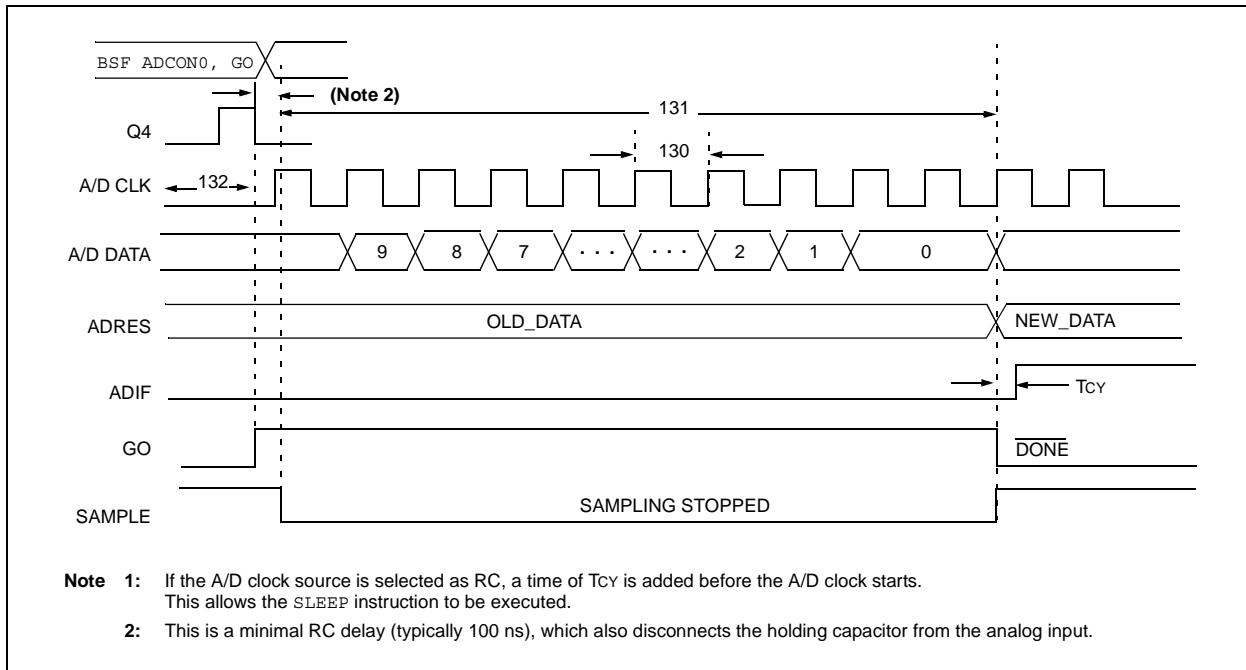 BSF ADCON0, GO
(Note 2)
131
Q4
130
A/D CLK
132
A/D DATA
9 8 7 . . . . . . 2 1 0
ADRES
OLD_DATA
NEW_DATA
ADIF
TCY
GO
DONE
SAMPLE
SAMPLING STOPPED
Note 1: If the A/D clock source is selected as RC, a time of TCY is added before the A/D clock starts.
This allows the SLEEP instruction to be executed.
2: This is a minimal RC delay (typically 100 ns), which also disconnects the holding capacitor from the analog input.